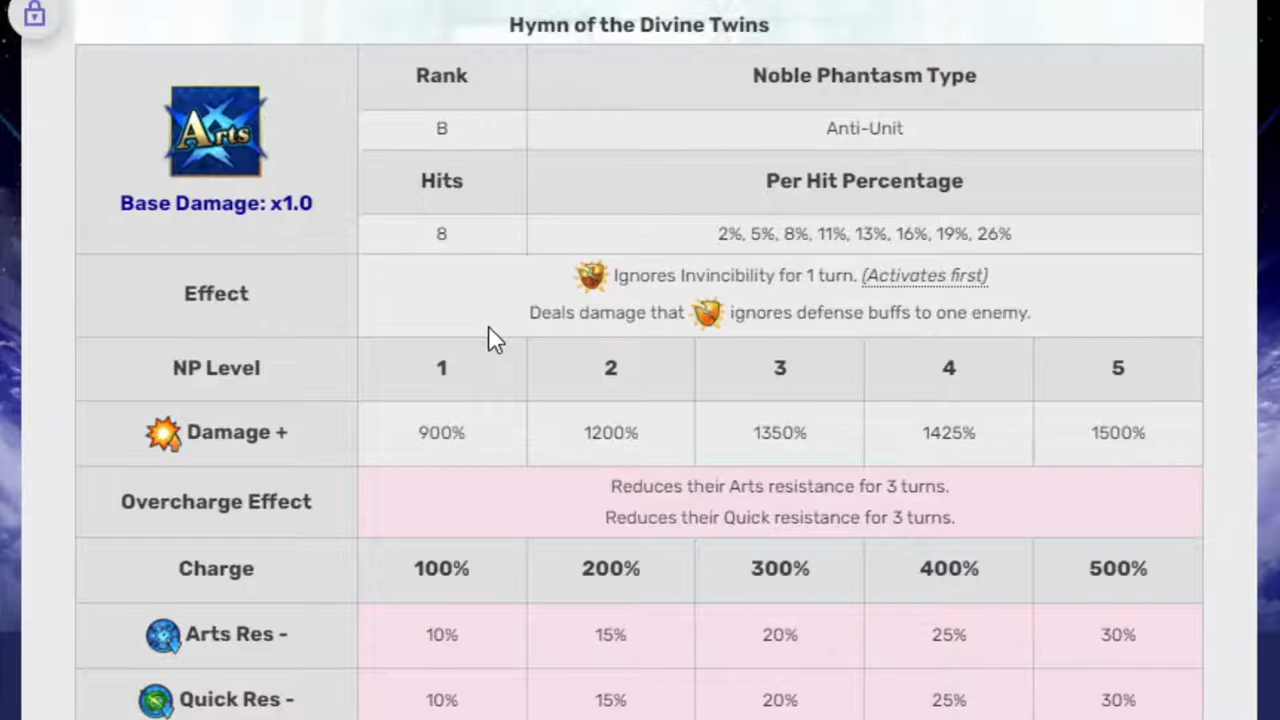 Hymn of the Divine Twins
Rank
Noble Phantasm Type
Arts
B
Anti-Unit
Hits
Per Hit Percentage
Base Damage: x1.0
8
2%, 5%, 8%, 11%, 13%, 16%, 19%, 26%
Effect
Ignores Invincibility for 1 turn. (Activates first)
Deals damage that ignores defense buffs to one enemy.
NP Level 1 2 3 4 5
Damage + 900% 1200% 1350% 1425% 1500%
Overcharge Effect
Reduces their Arts resistance for 3 turns.
Reduces their Quick resistance for 3 turns.
Charge 100% 200% 300% 400% 500%
Arts Res - 10% 15% 20% 25% 30%
Quick Res - 10% 15% 20% 25% 30%